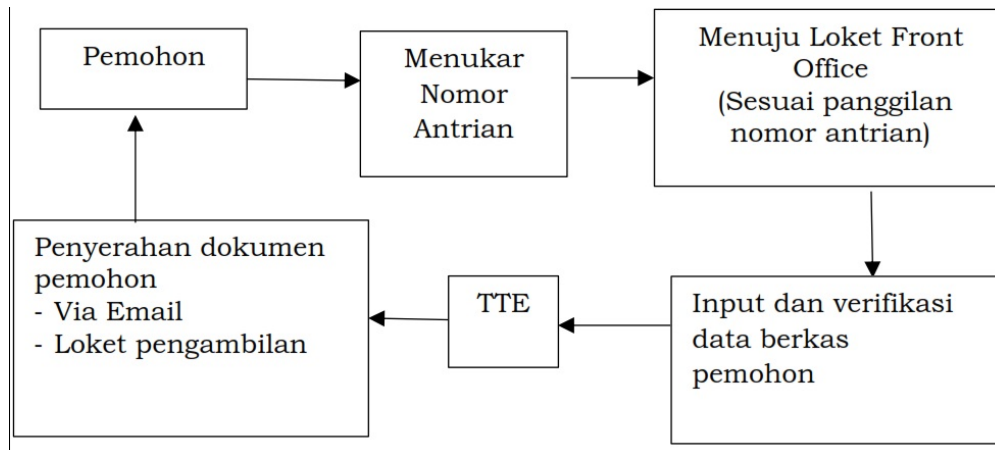 Pemohon
Menukar
Nomor
Antrian
Menuju Loket Front
Office
(Sesuai panggilan
nomor antrian)
Input dan verifikasi
data berkas
pemohon
TTE
Penyerahan dokumen
pemohon
- Via Email
- Loket pengambilan